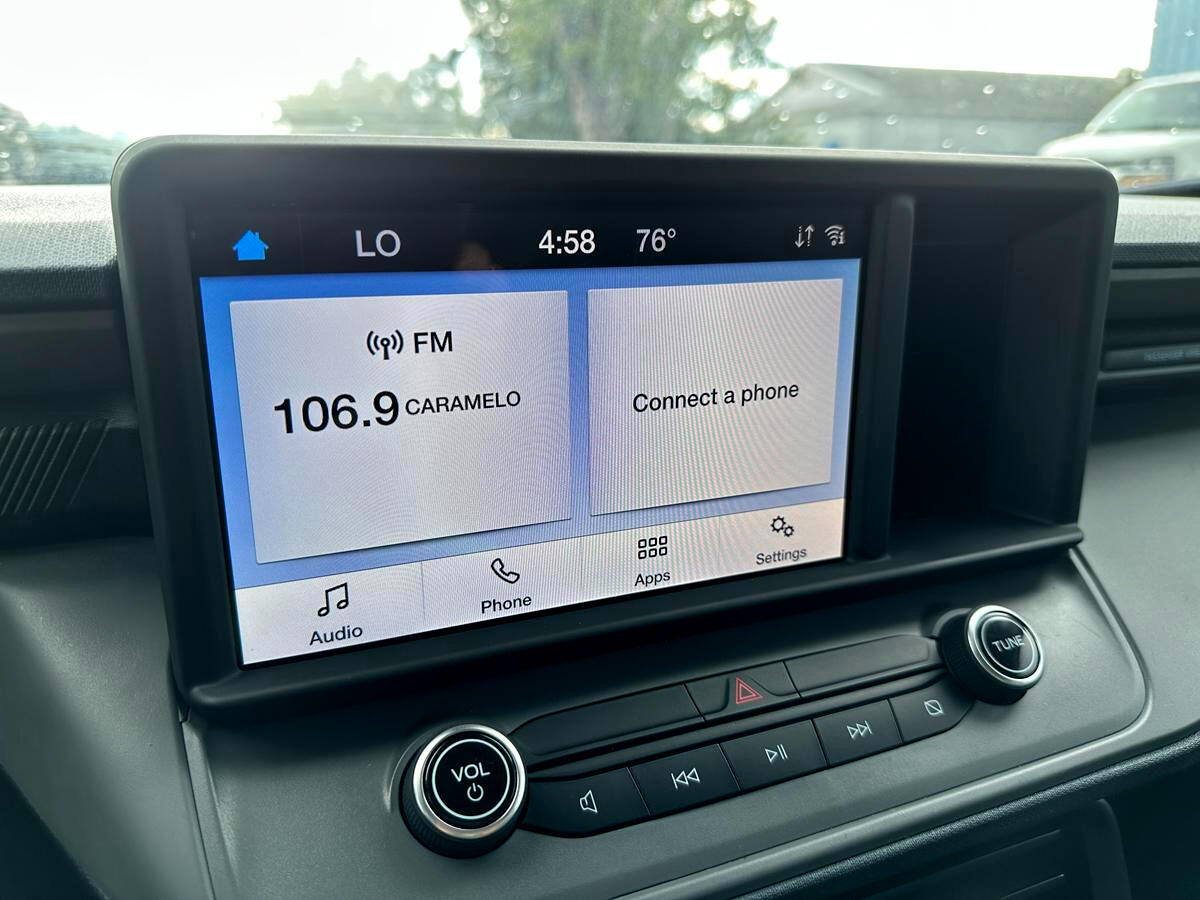 LO 4:58 76°
FM
106.9 CARAMELO
Connect a phone
Audio
Phone
Apps
Settings
VOL
TUNE